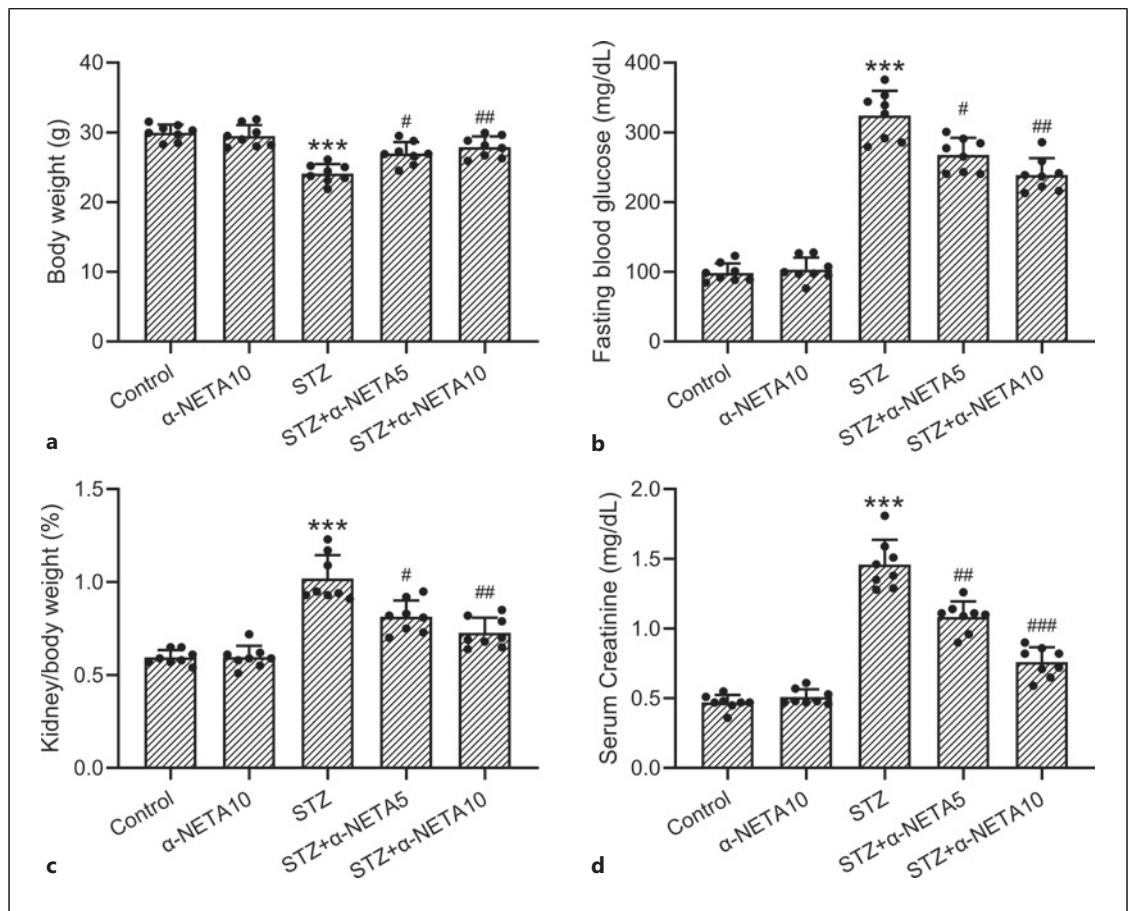 Body weight (g)
40
30
20
10
0
***
#
##
Control
α-NETA10
STZ
STZ+α-NETA5
STZ+α-NETA10
a
Fasting blood glucose (mg/dL)
400
300
200
100
0
***
#
##
Control
α-NETA10
STZ
STZ+α-NETA5
STZ+α-NETA10
b
Kidney/body weight (%)
1.5
1.0
0.5
0.0
***
#
##
Control
α-NETA10
STZ
STZ+α-NETA5
STZ+α-NETA10
c
Serum Creatinine (mg/dL)
2.0
1.5
1.0
0.5
0.0
***
##
###
Control
α-NETA10
STZ
STZ+α-NETA5
STZ+α-NETA10
d